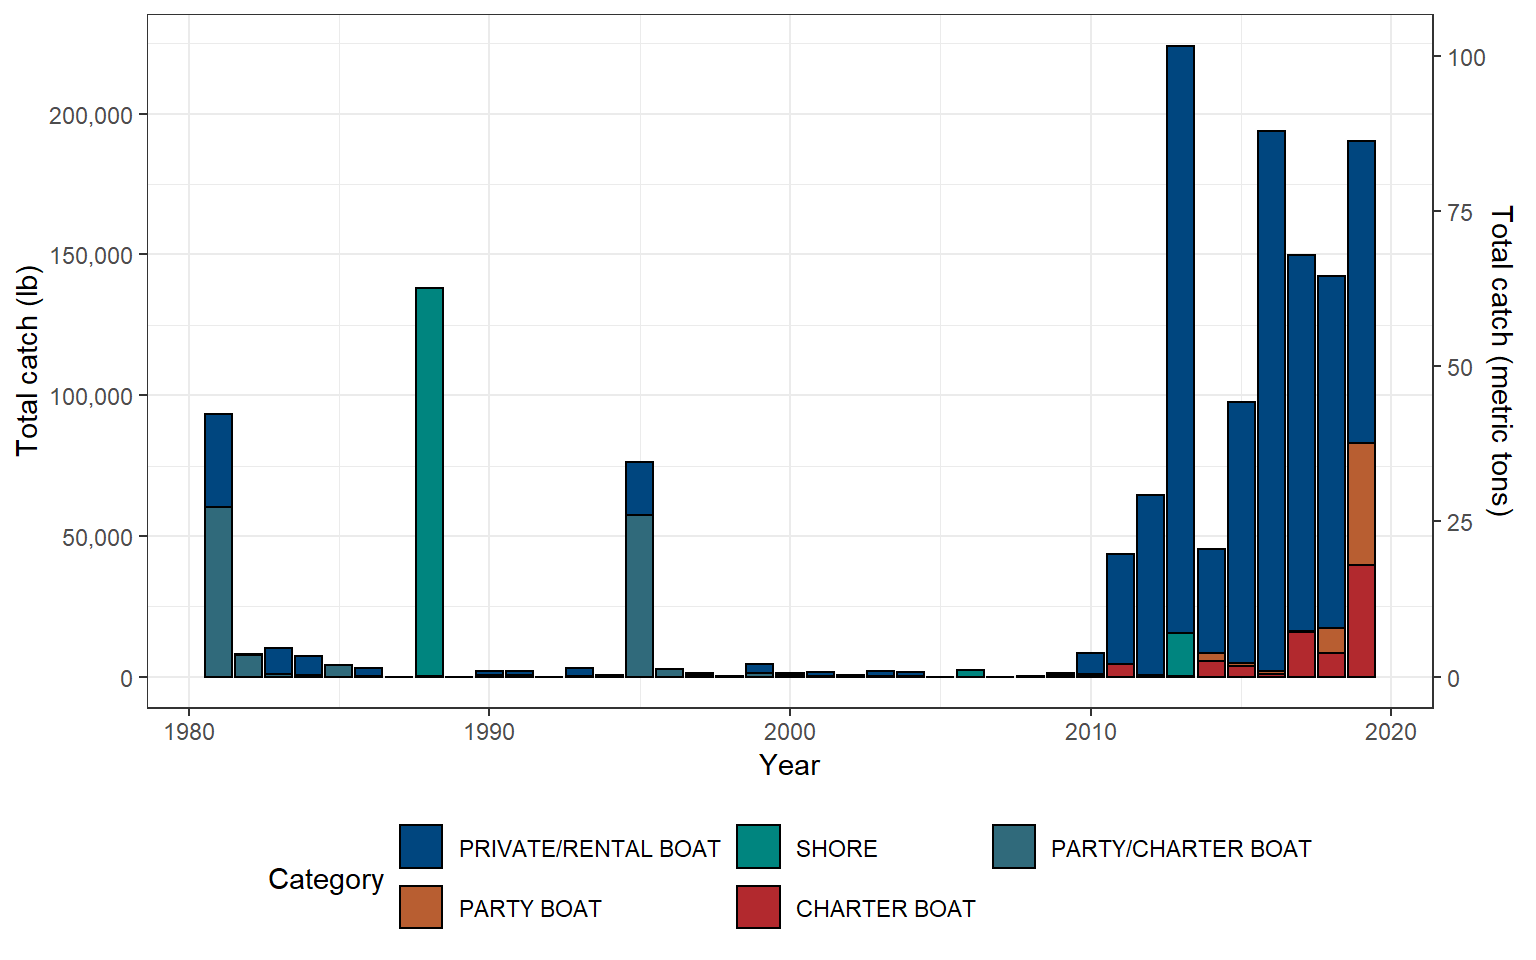 Total catch (lb)
200,000
150,000
100,000
50,000
0
100
75
50
25
0
Total catch (metric tons)
1980 1990 2000 2010 2020
Year
Category
PRIVATE/RENTAL BOAT SHORE PARTY/CHARTER BOAT
PARTY BOAT CHARTER BOAT